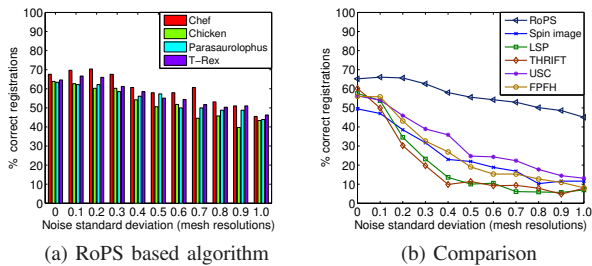 100
90
80
70
60
50
40
30
20
10
0
% correct registrations
Chef
Chicken
Parasaurolophus
T-Rex
0 0.1 0.2 0.3 0.4 0.5 0.6 0.7 0.8 0.9 1.0
Noise standard deviation (mesh resolutions)
(a) RoPS based algorithm
100
90
80
70
60
50
40
30
20
10
0
% correct registrations
RoPS
Spin image
LSP
THRIFT
USC
FPFH
0 0.1 0.2 0.3 0.4 0.5 0.6 0.7 0.8 0.9 1.0
Noise standard deviation (mesh resolutions)
(b) Comparison